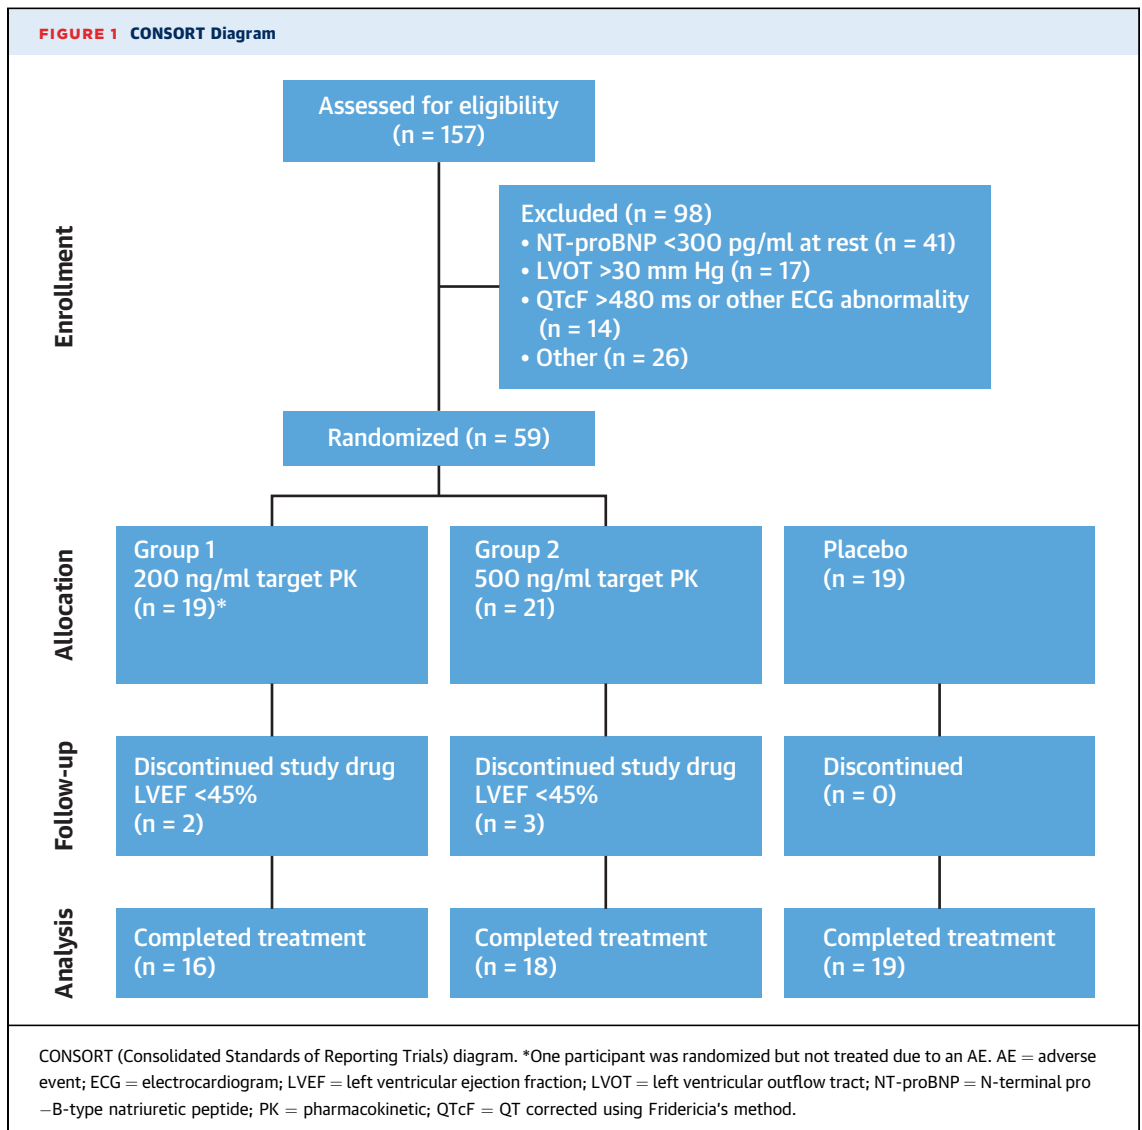 FIGURE 1 CONSORT Diagram
Assessed for eligibility
(n = 157)
Enrollment
Excluded (n = 98)
• NT-proBNP <300 pg/ml at rest (n = 41)
• LVOT >30 mm Hg (n = 17)
• QTcF >480 ms or other ECG abnormality
(n = 14)
• Other (n = 26)
Randomized (n = 59)
Allocation
Group 1
200 ng/ml target PK
(n = 19)*
Group 2
500 ng/ml target PK
(n = 21)
Placebo
(n = 19)
Follow-up
Discontinued study drug
LVEF <45%
(n = 2)
Discontinued study drug
LVEF <45%
(n = 3)
Discontinued
(n = 0)
Analysis
Completed treatment
(n = 16)
Completed treatment
(n = 18)
Completed treatment
(n = 19)
CONSORT (Consolidated Standards of Reporting Trials) diagram. *One participant was randomized but not treated due to an AE. AE = adverse
event; ECG = electrocardiogram; LVEF = left ventricular ejection fraction; LVOT = left ventricular outflow tract; NT-proBNP = N-terminal pro
−B-type natriuretic peptide; PK = pharmacokinetic; QTcF = QT corrected using Fridericia's method.